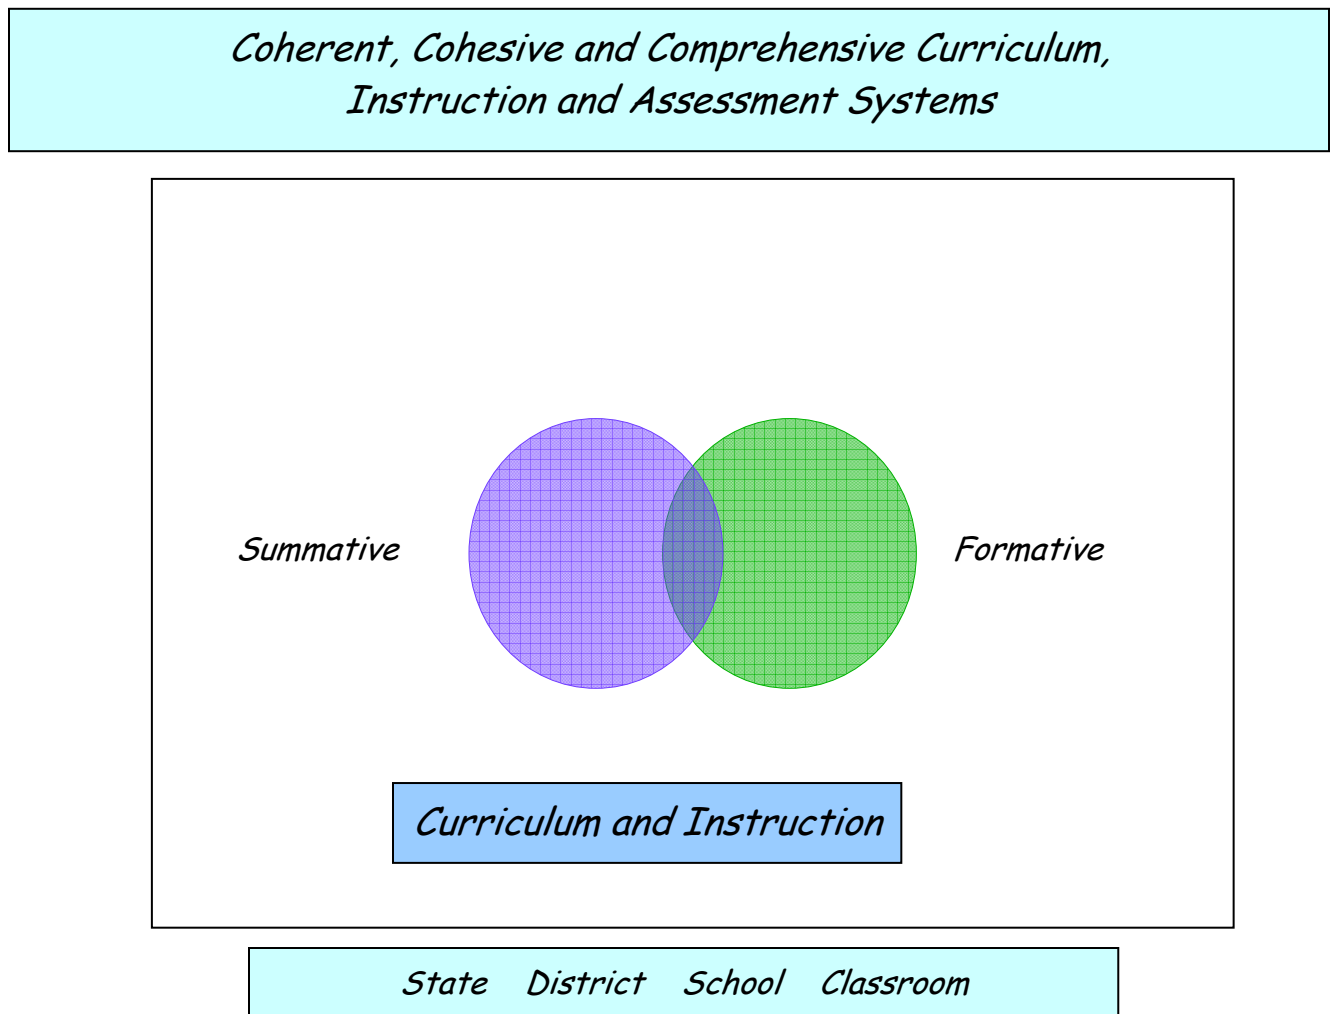 Coherent, Cohesive and Comprehensive Curriculum,
Instruction and Assessment Systems
Summative
Formative
Curriculum and Instruction
State District School Classroom